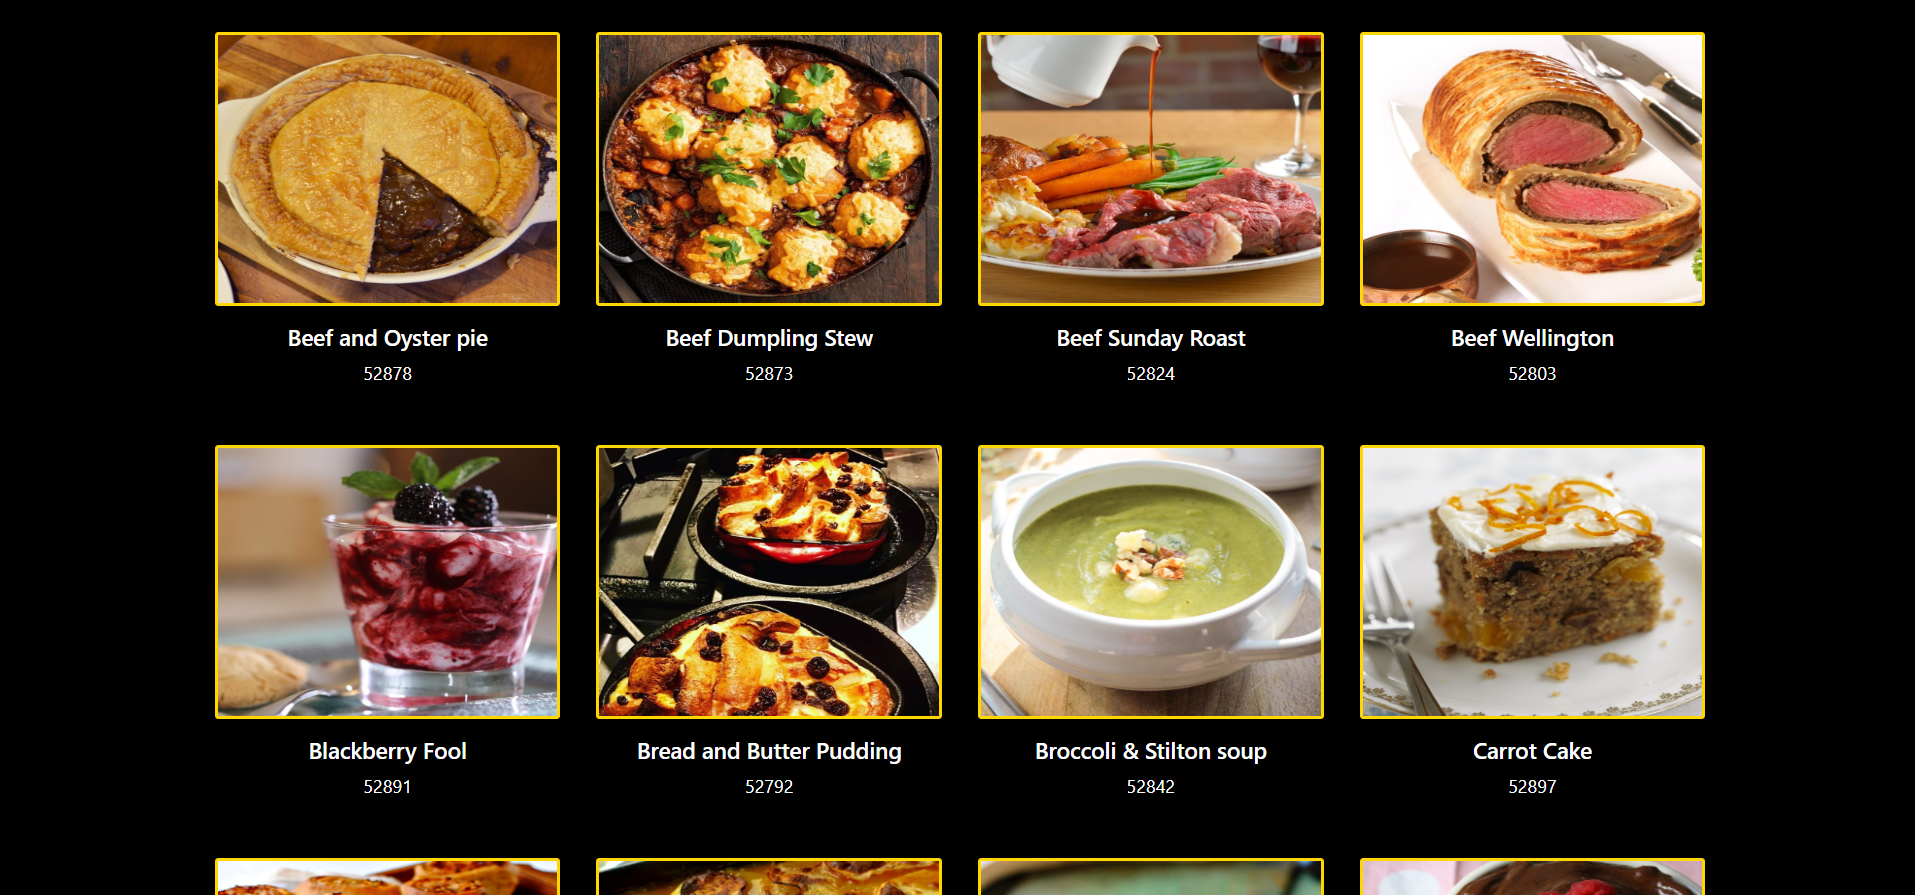 Beef and Oyster pie
52878
Beef Dumpling Stew
52873
Beef Sunday Roast
52824
Beef Wellington
52803
Blackberry Fool
52891
Bread and Butter Pudding
52792
Broccoli & Stilton soup
52842
Carrot Cake
52897